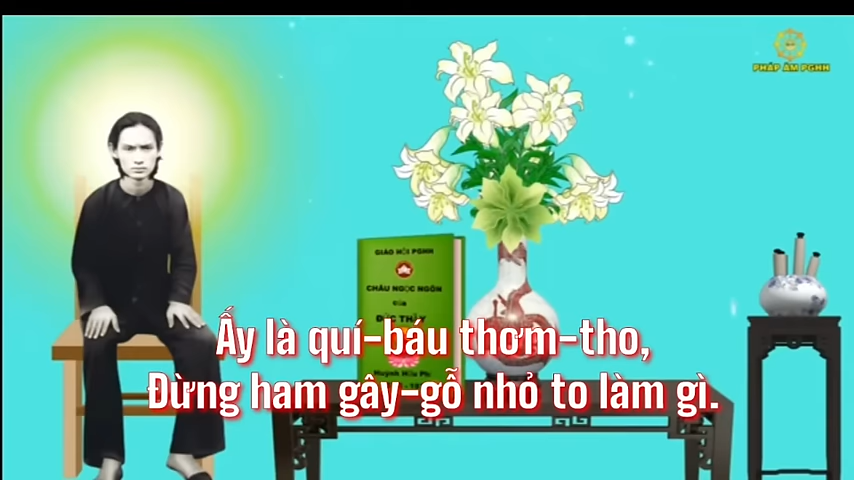 PHÁP ÂM PGHH
GIÁO HỘI PGHH
CHÂU NGỌC NGÔN
của
ĐỨC THẦY
Ấy là quí-báu thơm-tho,
Đừng ham gây-gỗ nhỏ to làm gì.